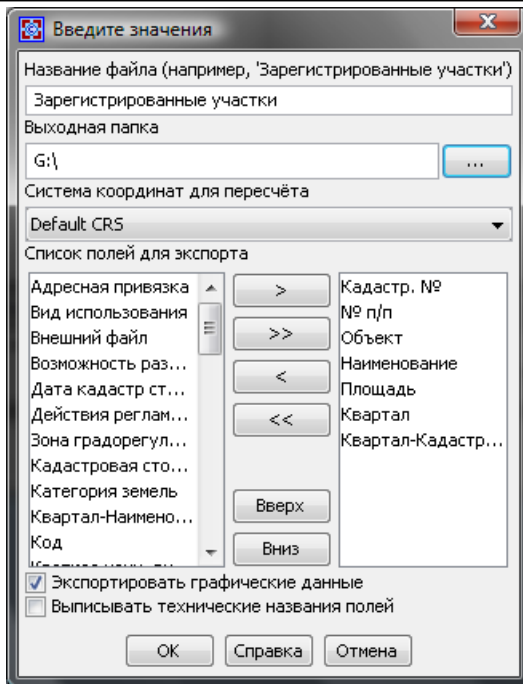 Введите значения
Название файла (например, 'Зарегистрированные участки')
Зарегистрированные участки
Выходная папка
G:\
...
Система координат для пересчёта
Default CRS
Список полей для экспорта
Адресная привязка
Вид использования
Внешний файл
Возможность раз...
Дата кадастр ст...
Действия реглам...
Зона градорегул...
Кадастровая сто...
Категория земель
Квартал-Наимено...
Код
>
>>
<
<<
Вверх
Вниз
Кадастр. №
№ п/п
Объект
Наименование
Площадь
Квартал
Квартал-Кадастр...
Экспортировать графические данные
Выписывать технические названия полей
OK
Справка
Отмена